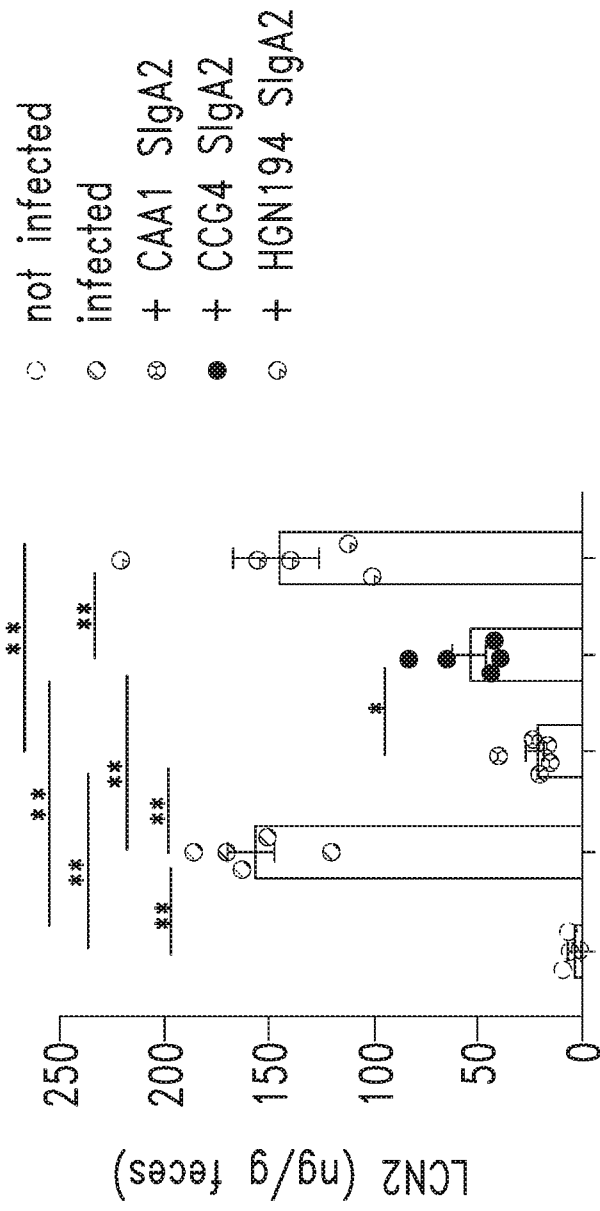 not infected
infected
+ CAA1 SIgA2
+ CCG4 SIgA2
+ HGN194 SIgA2
LCN2 (ng/g feces)
250
200
150
100
50
0
**
**
**
**
**
**
**
*